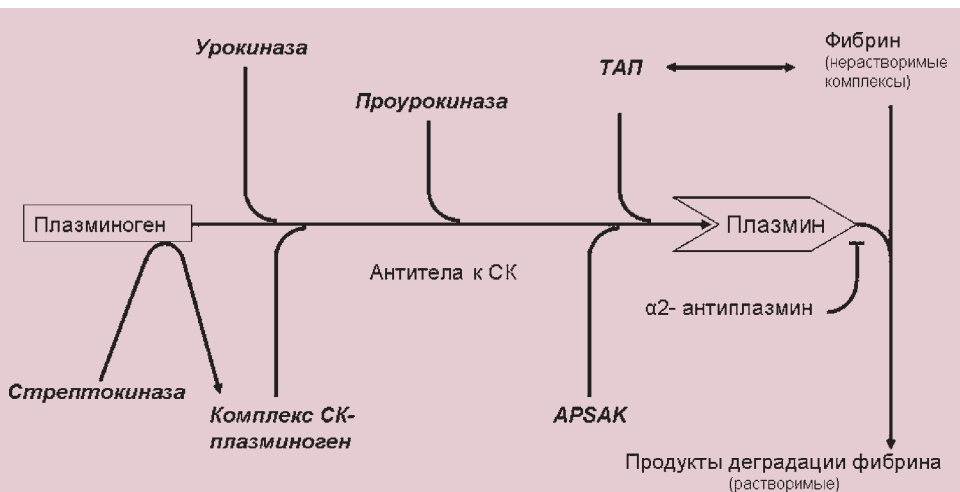 Урокиназа
Проурокиназа
ТАП
Фибрин
(нерастворимые
комплексы)
Плазминоген
Плазмин
Антитела к СК
α2- антиплазмин
Стрептокиназа
Комплекс СК-
плазминоген
APSAK
Продукты деградации фибрина
(растворимые)